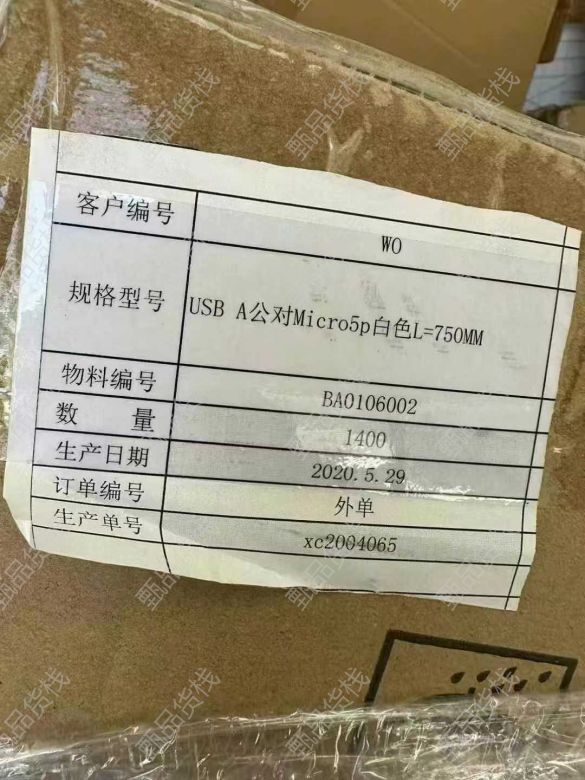 客户编号 WO
规格型号 USB A公对Micro5p白色L=750MM
物料编号 BA0106002
数 量 1400
生产日期 2020.5.29
订单编号 外单
生产单号 xc2004065
甄品货栈